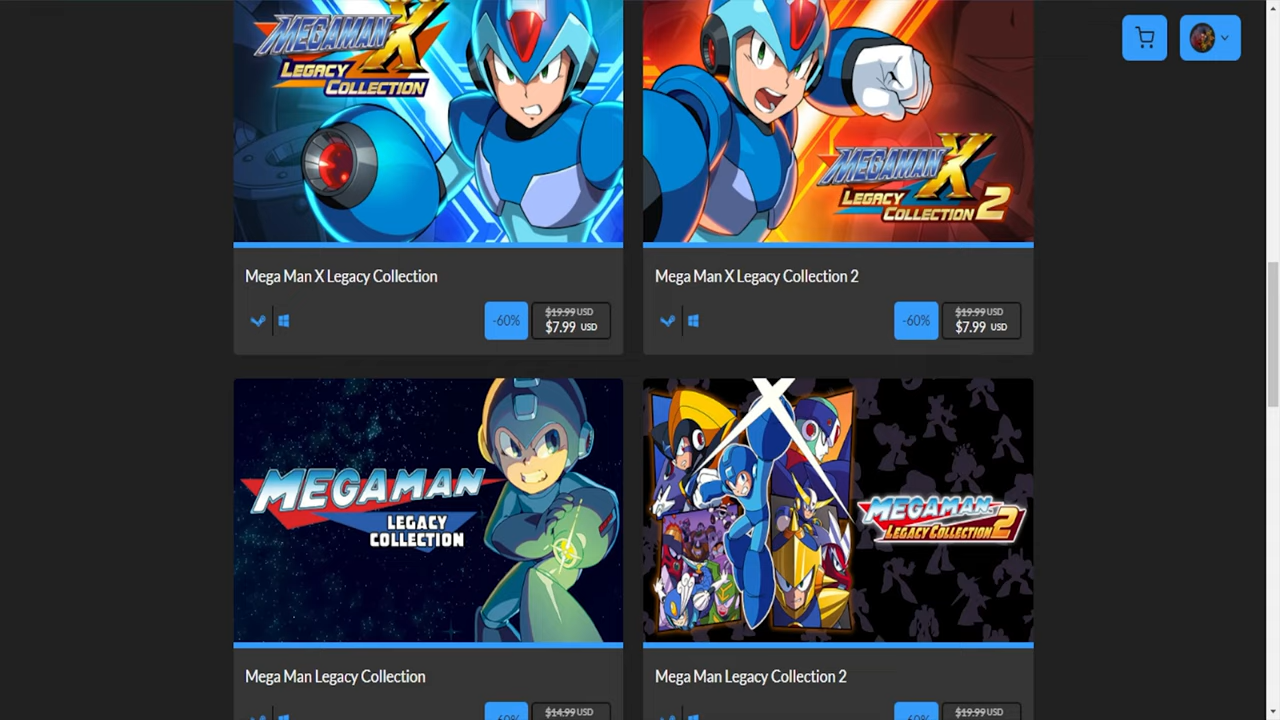 MEGAMAN X
LEGACY
COLLECTION
MEGAMAN X
LEGACY
COLLECTION 2
Mega Man X Legacy Collection
Mega Man X Legacy Collection 2
-60%
$19.99 USD
$7.99 USD
-60%
$19.99 USD
$7.99 USD
MEGAMAN
LEGACY
COLLECTION
MEGAMAN
LEGACY COLLECTION 2
Mega Man Legacy Collection
Mega Man Legacy Collection 2
-60%
$14.99 USD
-60%
$19.99 USD